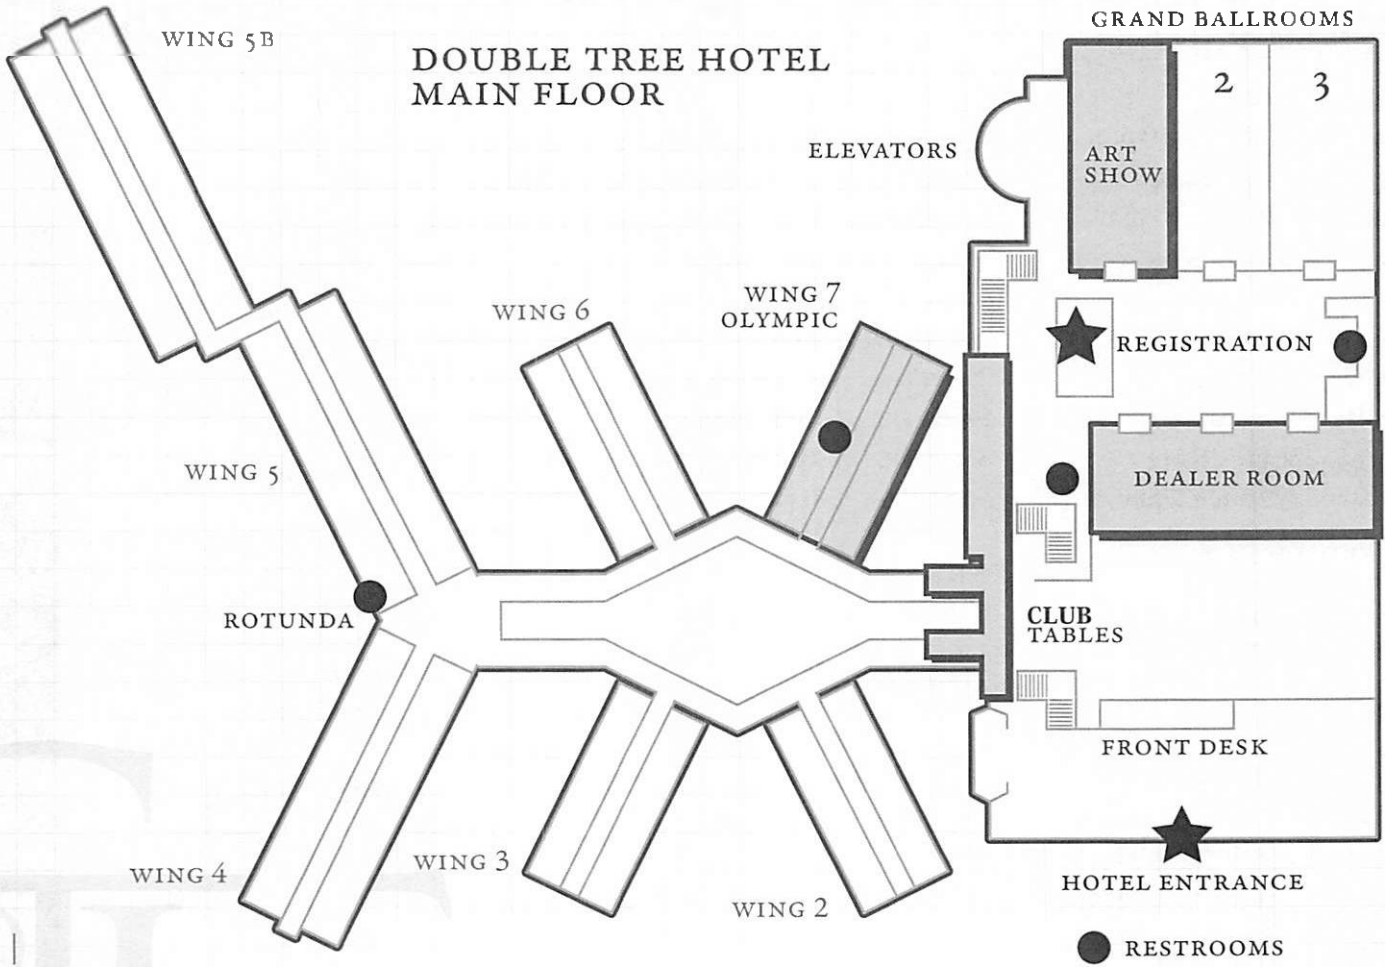 GRAND BALLROOMS
WING 5B
DOUBLE TREE HOTEL
MAIN FLOOR
2
3
ELEVATORS
ART
SHOW
WING 7
OLYMPIC
WING 6
REGISTRATION
WING 5
DEALER ROOM
ROTUNDA
CLUB
TABLES
FRONT DESK
WING 4
WING 3
WING 2
HOTEL ENTRANCE
RESTROOMS